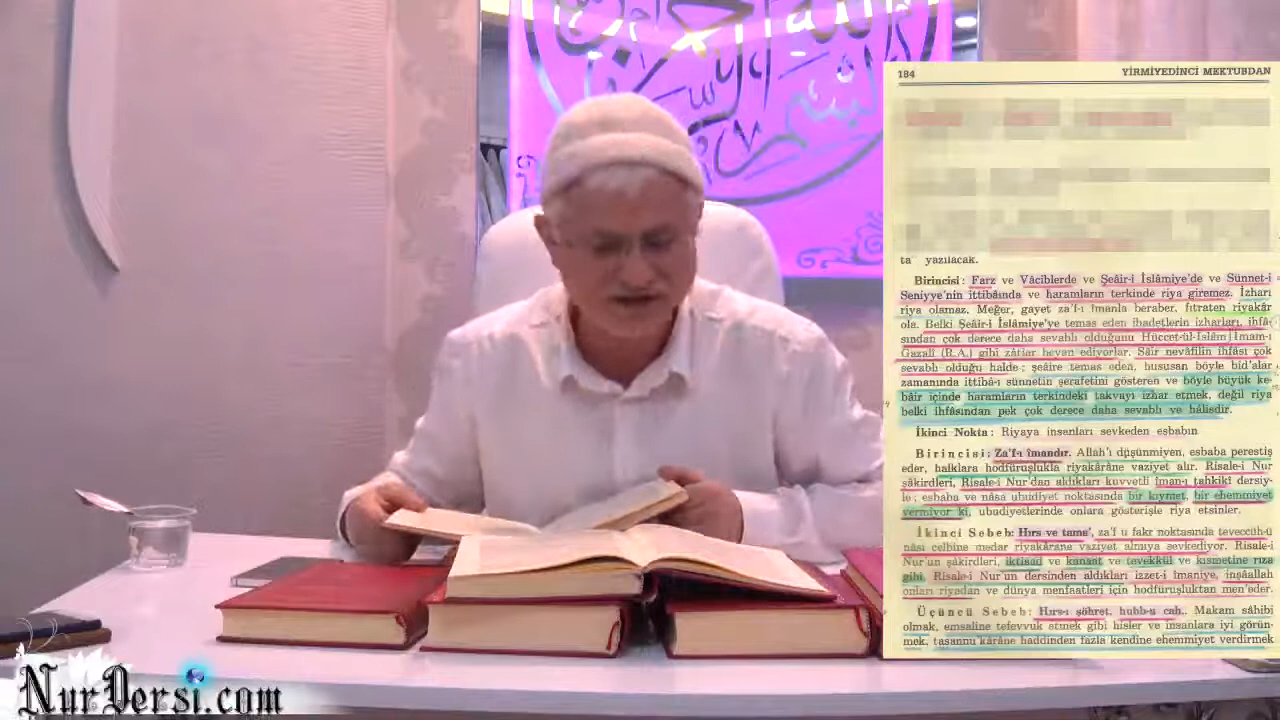 184 YİRMİYEDİNCİ MEKTUBDAN
ta yazılacak.
Birincisi: Farz ve Vâciblerde ve Şeâir-i İslâmiye'de ve Sünnet-i
Seniyye'nin ittibâında ve haramların terkinde riya giremez. İzharı
riya olamaz. Meğer, gayet za'f-ı imanla beraber, fıtraten riyakâr
ola. Belki Şeâir-i İslâmiye'ye temas eden ibadetlerin izharları, ihfâ-
sından çok derece daha sevablı olduğunu Hüccet-ül-İslâm İmam-ı
Gazalî (R.A.) gibi zâtlar beyan ediyorlar. Sâir nevâfilin ihfâsı çok
sevablı olduğu halde; şeâire temas eden, hususan böyle bid'alar
zamanında ittibâ-ı sünnetin şerafetini gösteren ve böyle büyük ke-
bâir içinde haramların terkindeki takvayı izhar etmek, değil riya
belki ihfâsından pek çok derece daha sevablı ve hâlisdir.
İkinci Nokta: Riyaya insanları sevkeden esbabın
Birincisi: Za'f-ı îmandır. Allah'ı düşünmiyen, esbaba perestiş
eder, halklara hodfüruşlukla riyakârane vaziyet alır. Risale-i Nur
şâkirdleri, Risale-i Nur'dan aldıkları kuvvetli îman-ı tahkikî dersiy-
le; esbaba ve nâsa ubudiyet noktasında bir kıymet, bir ehemmiyet
vermiyor ki, ubudiyetlerinde onlara gösterişle riya etsinler.
İkinci Sebeb: Hırs ve tama', za'f u fakr noktasında teveccüh-ü
nâsı celbine medar riyakârane vaziyet almıya sevkediyor. Risale-i
Nur'un şâkirdleri, iktisad ve kanaat ve tevekkül ve kısmetine rıza
gibi, Risale-i Nur'un dersinden aldıkları izzet-i imaniye, inşâallah
onları riyadan ve dünya menfaatleri için hodfüruşluktan men'eder.
Üçüncü Sebeb: Hırs-ı şöhret, hubb-u cah, Makam sâhibi
olmak, emsaline tefevvuk etmek gibi hisler ve insanlara iyi görün-
mek, tasannu'kârâne haddinden fazla kendine ehemmiyet verdirmek
NurDersi.com